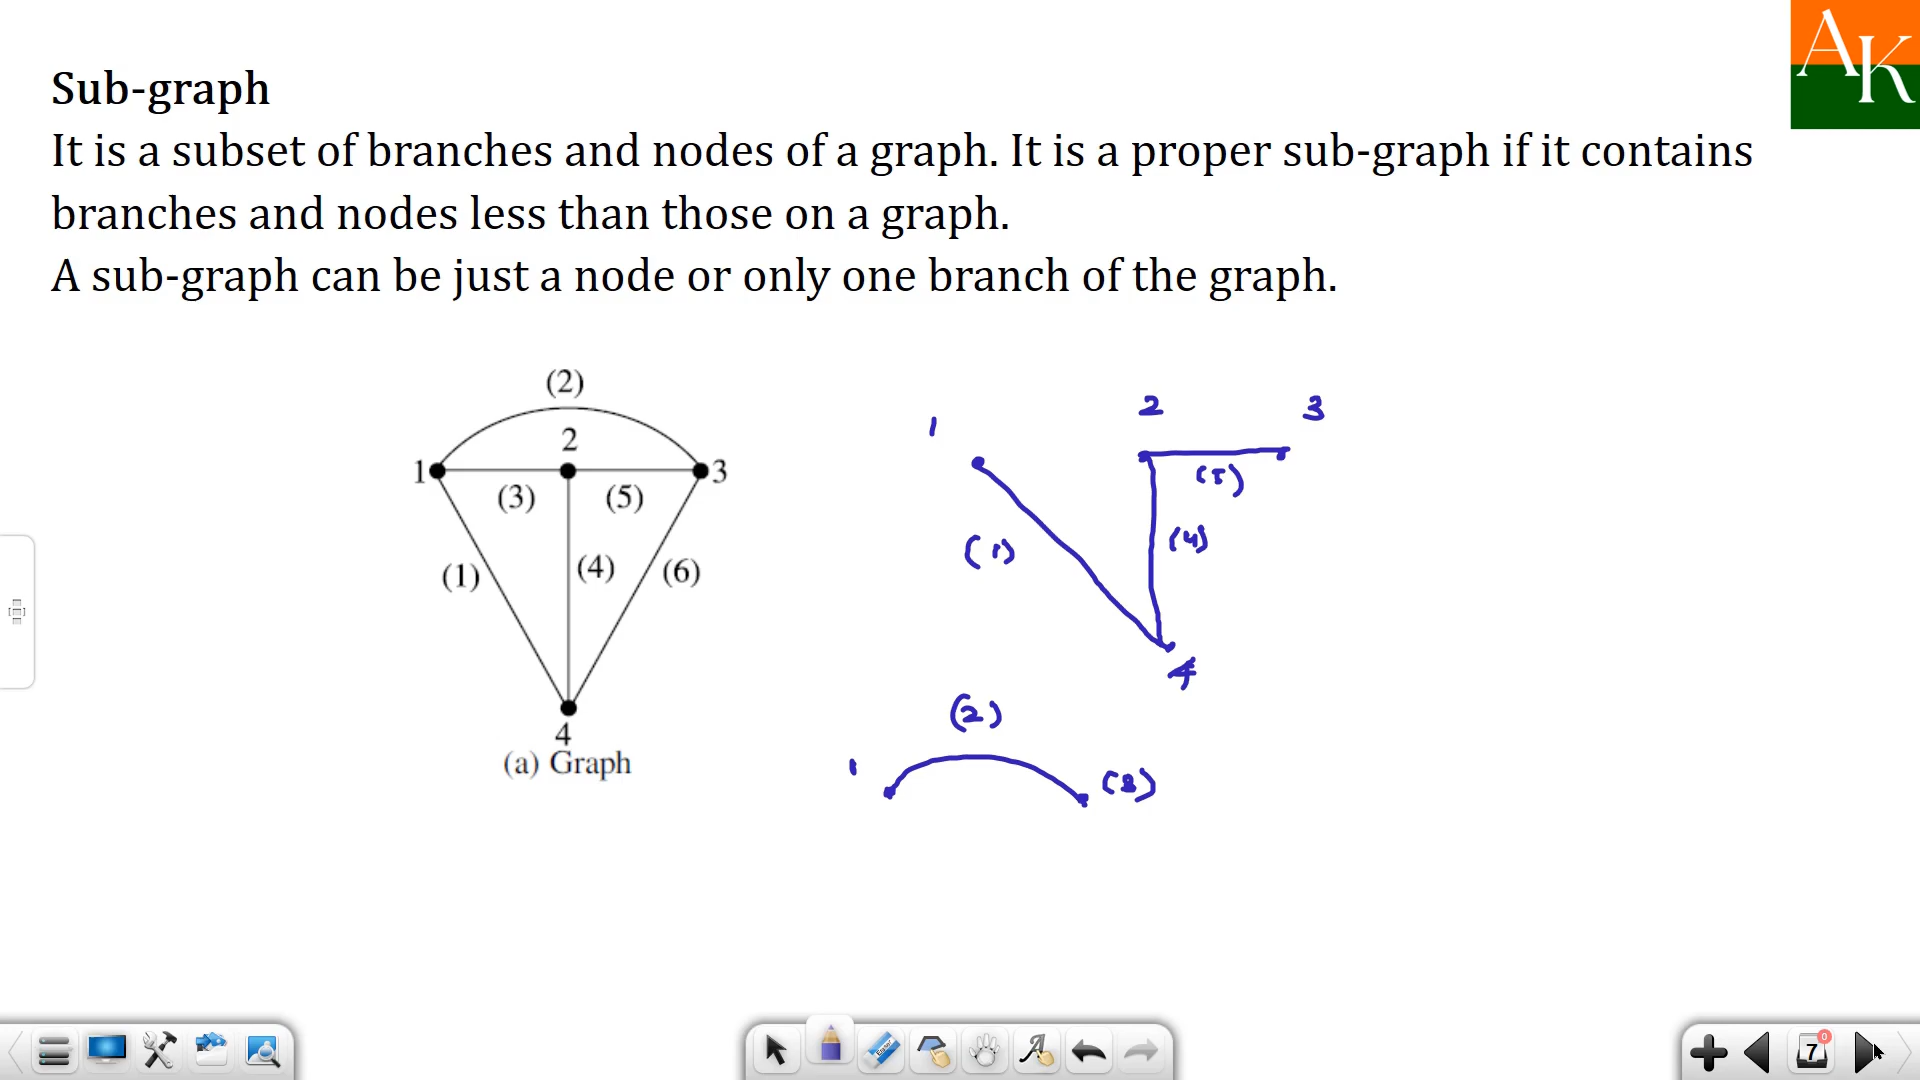 AK
Sub-graph
It is a subset of branches and nodes of a graph. It is a proper sub-graph if it contains
branches and nodes less than those on a graph.
A sub-graph can be just a node or only one branch of the graph.
(2)
2
1 3
(3) (5)
(1) (4) (6)
4
(a) Graph
1 2 3
(5)
(1) (4)
4
(2)
1
7
0